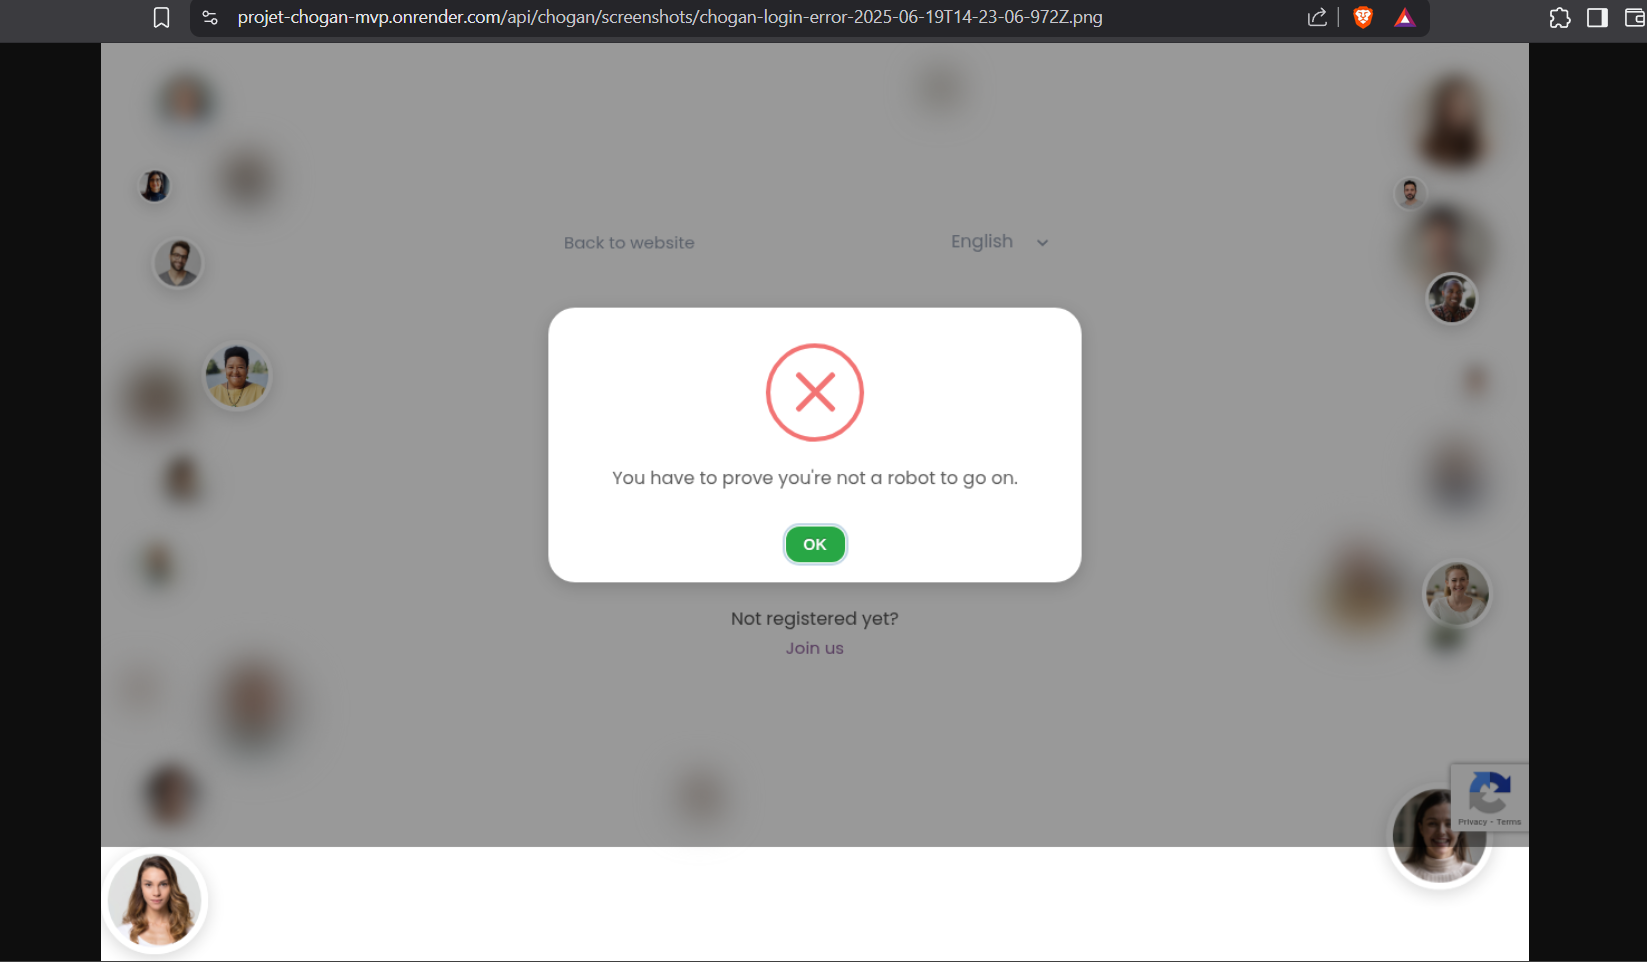 projet-chogan-mvp.onrender.com/api/chogan/screenshots/chogan-login-error-2025-06-19T14-23-06-972Z.png
Back to website
English
You have to prove you're not a robot to go on.
OK
Not registered yet?
Join us
Privacy - Terms